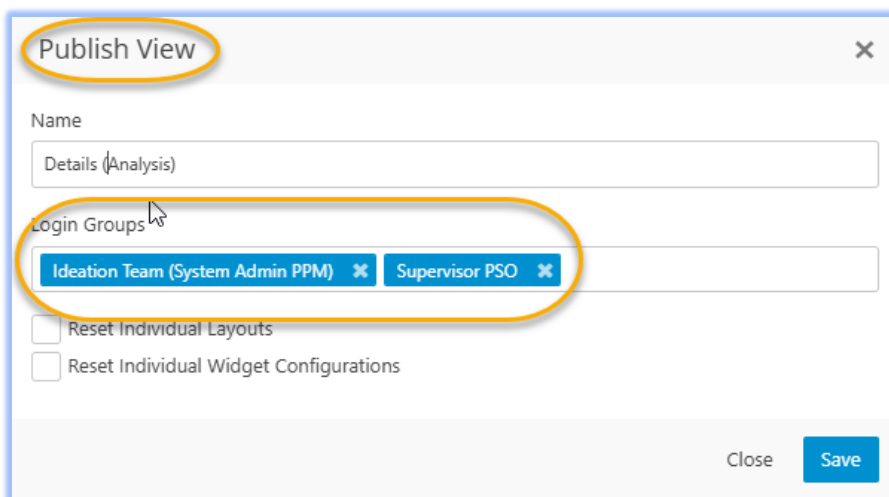 Publish View
Name
Details (Analysis)
Login Groups
Ideation Team (System Admin PPM) Supervisor PSO
Reset Individual Layouts
Reset Individual Widget Configurations
Close Save